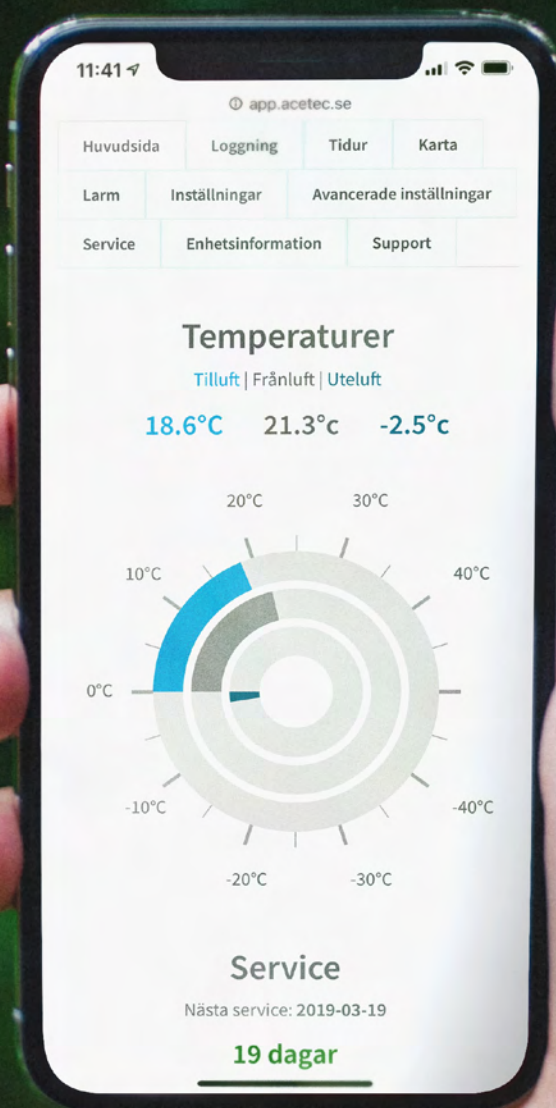 11:41
app.acetec.se
Huvudsida Loggning Tidur Karta
Larm Inställningar Avancerade inställningar
Service Enhetsinformation Support
Temperaturer
Tilluft | Frånluft | Uteluft
18.6°C 21.3°c -2.5°c
20°C 30°C
10°C 40°C
0°C
-10°C -40°C
-20°C -30°C
Service
Nästa service: 2019-03-19
19 dagar